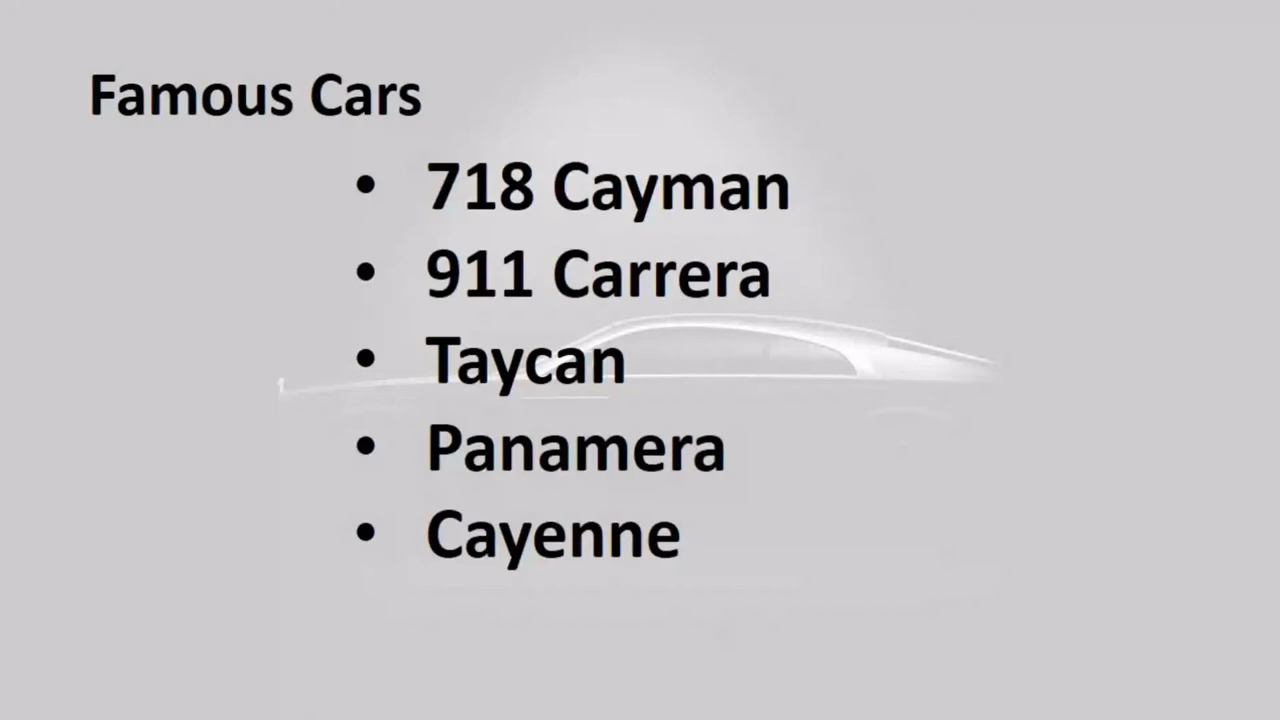 Famous Cars
• 718 Cayman
• 911 Carrera
• Taycan
• Panamera
• Cayenne